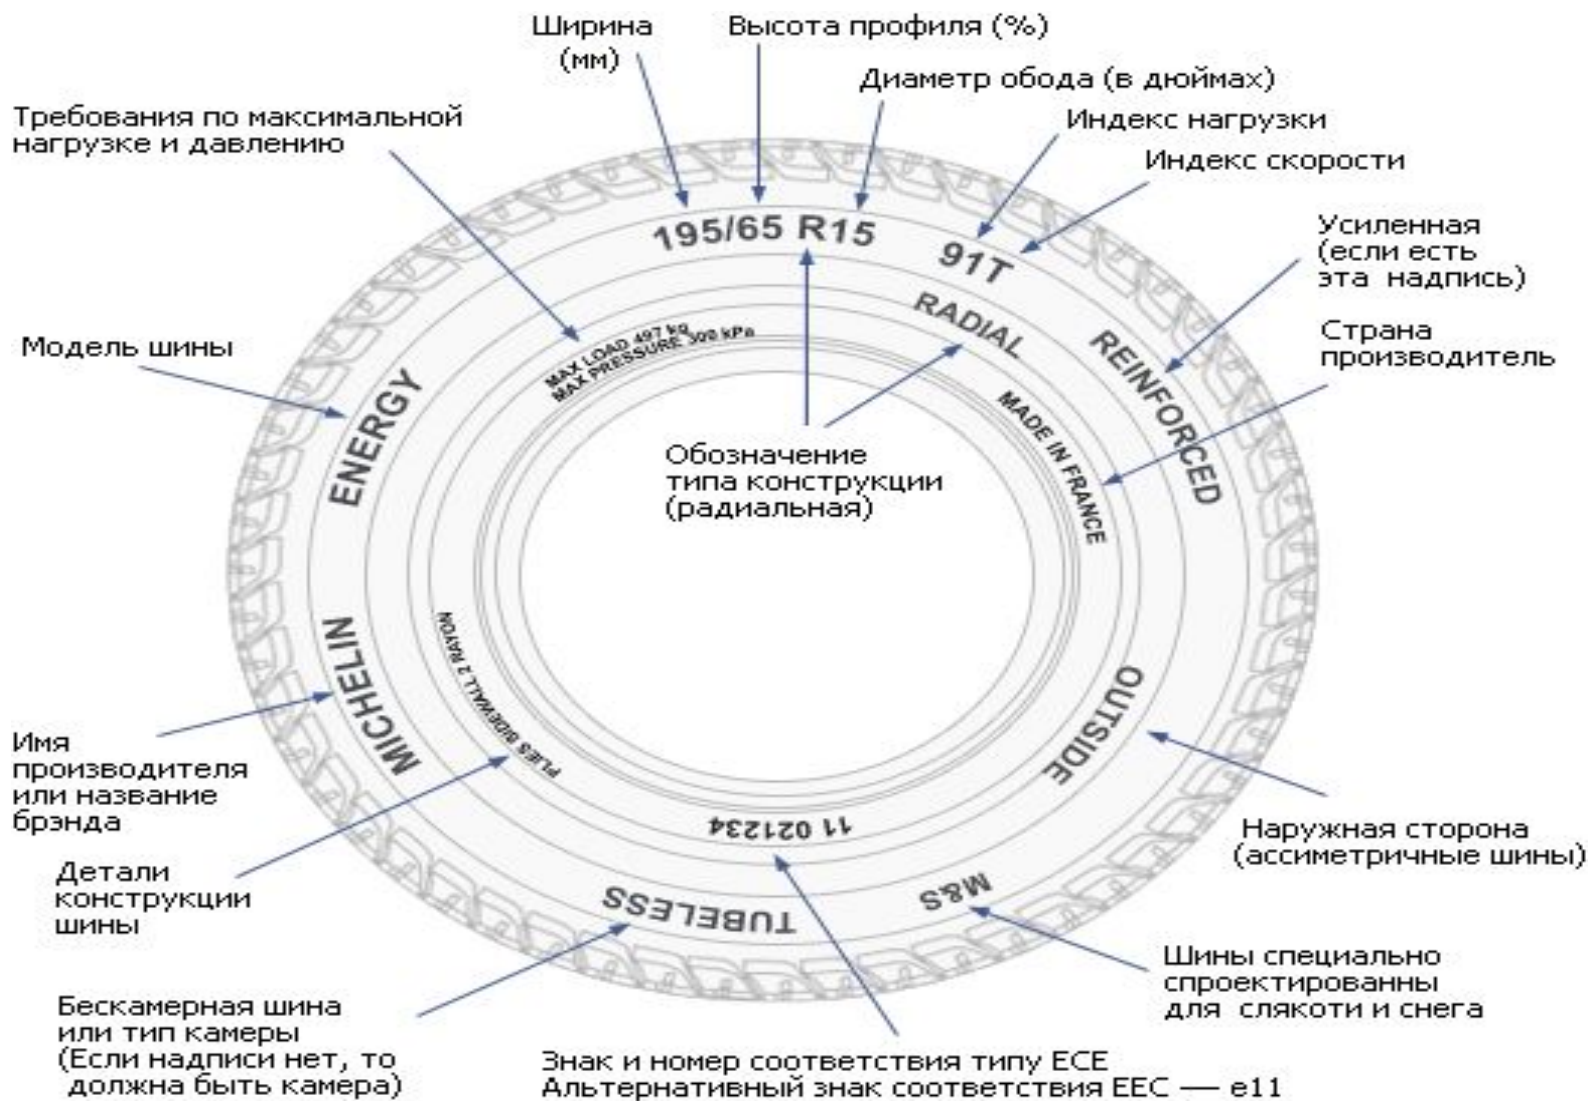 Ширина
(мм)
Высота профиля (%)
Диаметр обода (в дюймах)
Индекс нагрузки
Индекс скорости
Требования по максимальной
нагрузке и давлению
Усиленная
(если есть
эта надпись)
Страна
производитель
Модель шины
195/65 R15
91T
RADIAL
REINFORCED
MAX LOAD 497 kg
MAX PRESSURE 300 kPa
MADE IN FRANCE
ENERGY
Обозначение
типа конструкции
(радиальная)
MICHELIN
PLIES SIDEWALL 2 RAYON
OUTSIDE
11 021234
TUBELESS
M&S
Имя
производителя
или название
брэнда
Детали
конструкции
шины
Наружная сторона
(ассиметричные шины)
Шины специально
спроектированны
для слякоти и снега
Бескамерная шина
или тип камеры
(Если надписи нет, то
должна быть камера)
Знак и номер соответствия типу ECE
Альтернативный знак соответствия EEC — e11